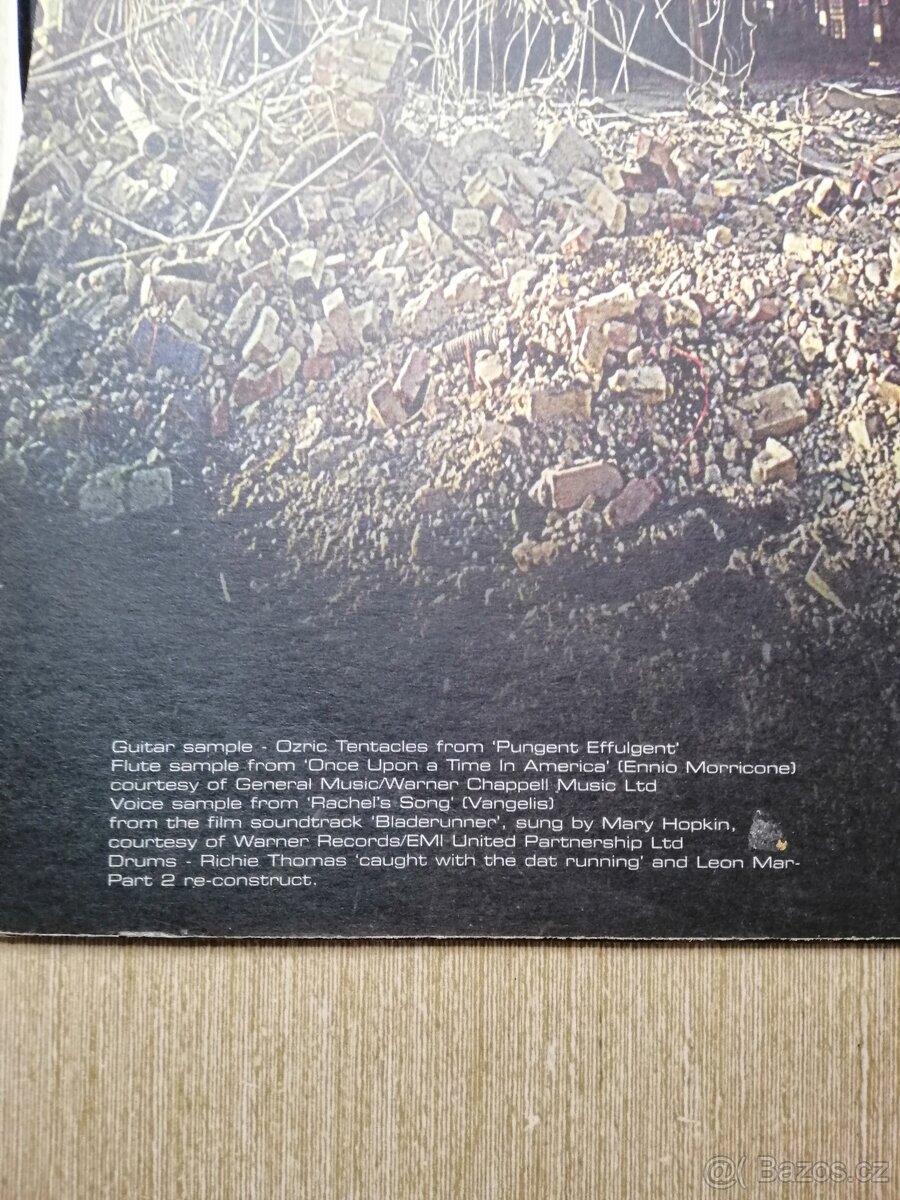 Guitar sample - Ozric Tentacles from 'Pungent Effulgent'
Flute sample from 'Once Upon a Time In America' (Ennio Morricone)
courtesy of General Music/Warner Chappell Music Ltd
Voice sample from 'Rachel's Song' (Vangelis)
from the film soundtrack 'Bladerunner', sung by Mary Hopkin,
courtesy of Warner Records/EMI United Partnership Ltd
Drums - Richie Thomas 'caught with the dat running' and Leon Mar-
Part 2 re-construct.
@( Bazos.cz